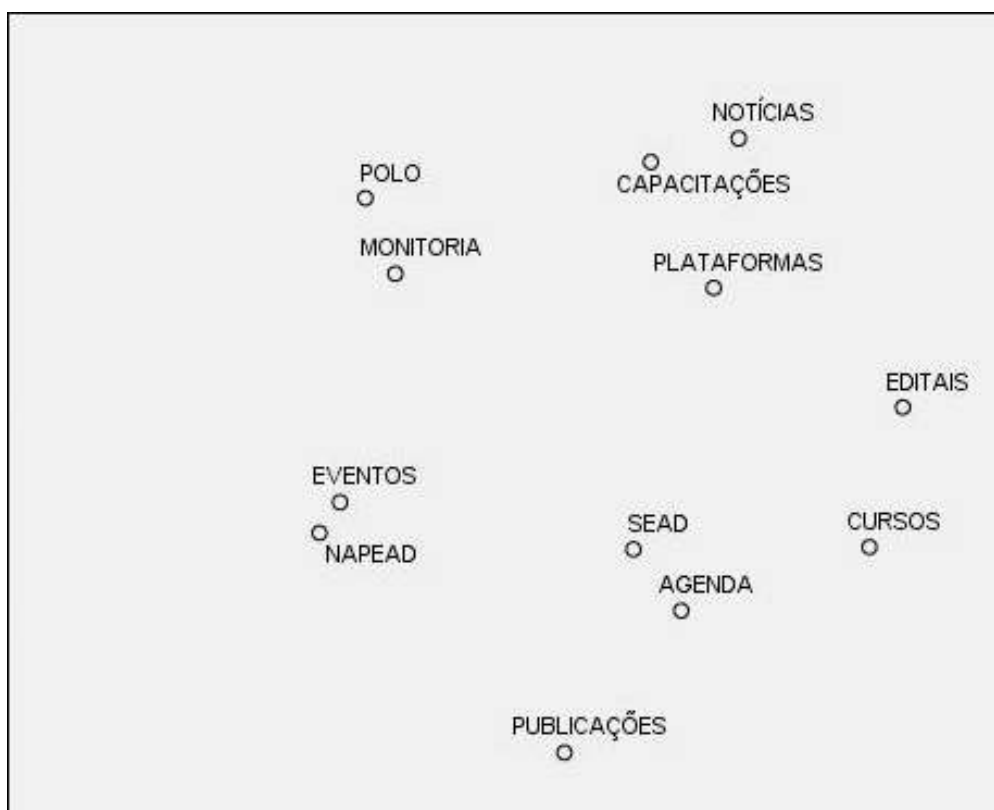 NOTÍCIAS
POLO
CAPACITAÇÕES
MONITORIA
PLATAFORMAS
EDITAIS
EVENTOS
SEAD
CURSOS
NAPEAD
AGENDA
PUBLICAÇÕES